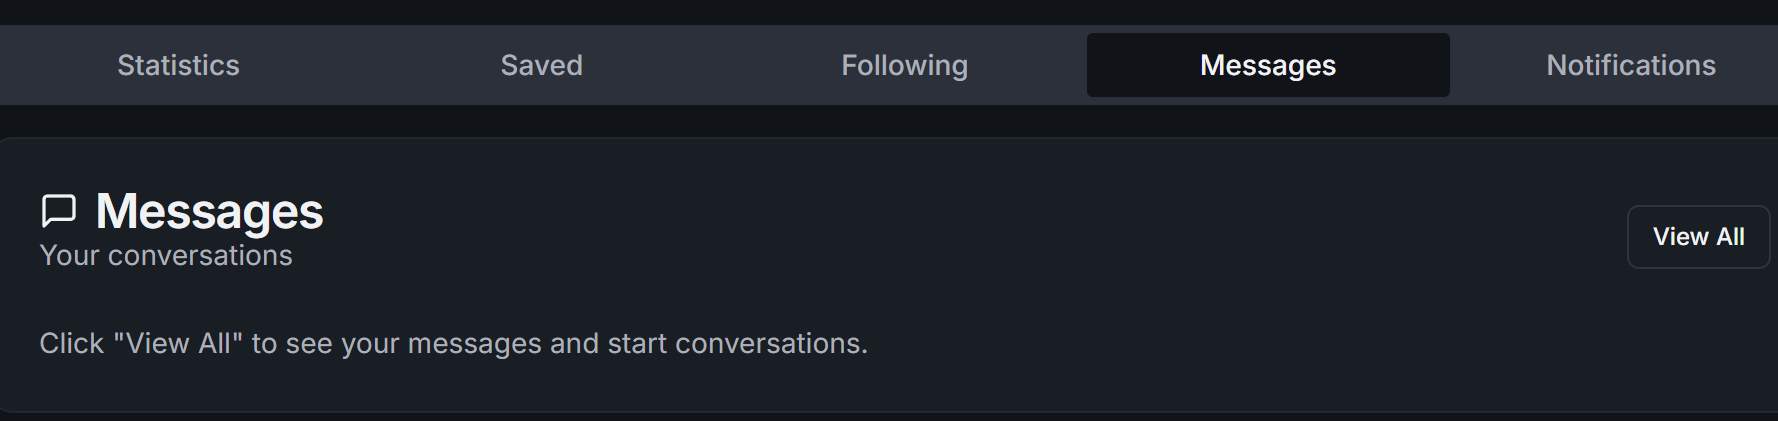 Statistics Saved Following Messages Notifications
Messages
Your conversations
View All
Click "View All" to see your messages and start conversations.